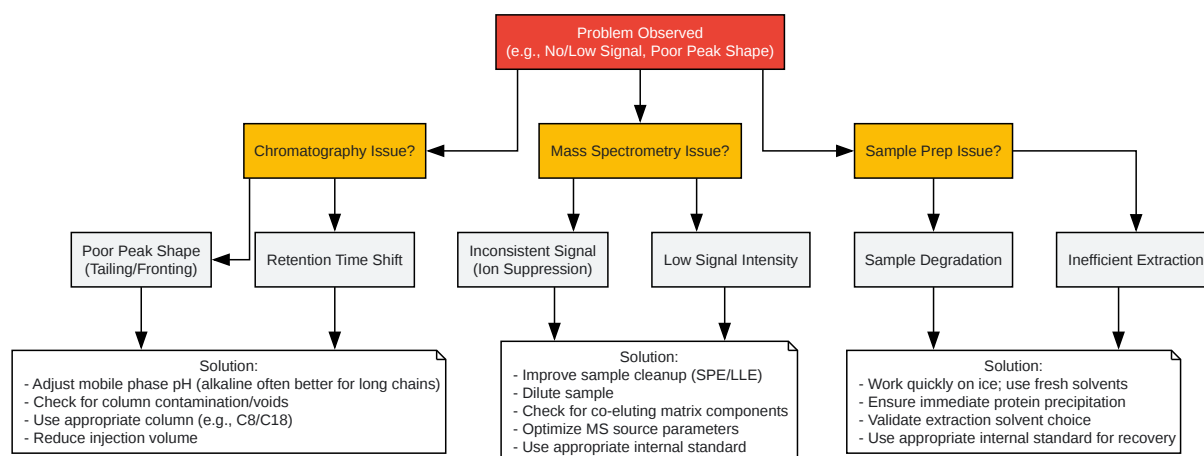 Problem Observed
(e.g., No/Low Signal, Poor Peak Shape)
Chromatography Issue?
Mass Spectrometry Issue?
Sample Prep Issue?
Poor Peak Shape
(Tailing/Fronting)
Retention Time Shift
Inconsistent Signal
(Ion Suppression)
Low Signal Intensity
Sample Degradation
Inefficient Extraction
Solution:
- Adjust mobile phase pH (alkaline often better for long chains)
- Check for column contamination/voids
- Use appropriate column (e.g., C8/C18)
- Reduce injection volume
Solution:
- Improve sample cleanup (SPE/LLE)
- Dilute sample
- Check for co-eluting matrix components
- Optimize MS source parameters
- Use appropriate internal standard
Solution:
- Work quickly on ice; use fresh solvents
- Ensure immediate protein precipitation
- Validate extraction solvent choice
- Use appropriate internal standard for recovery